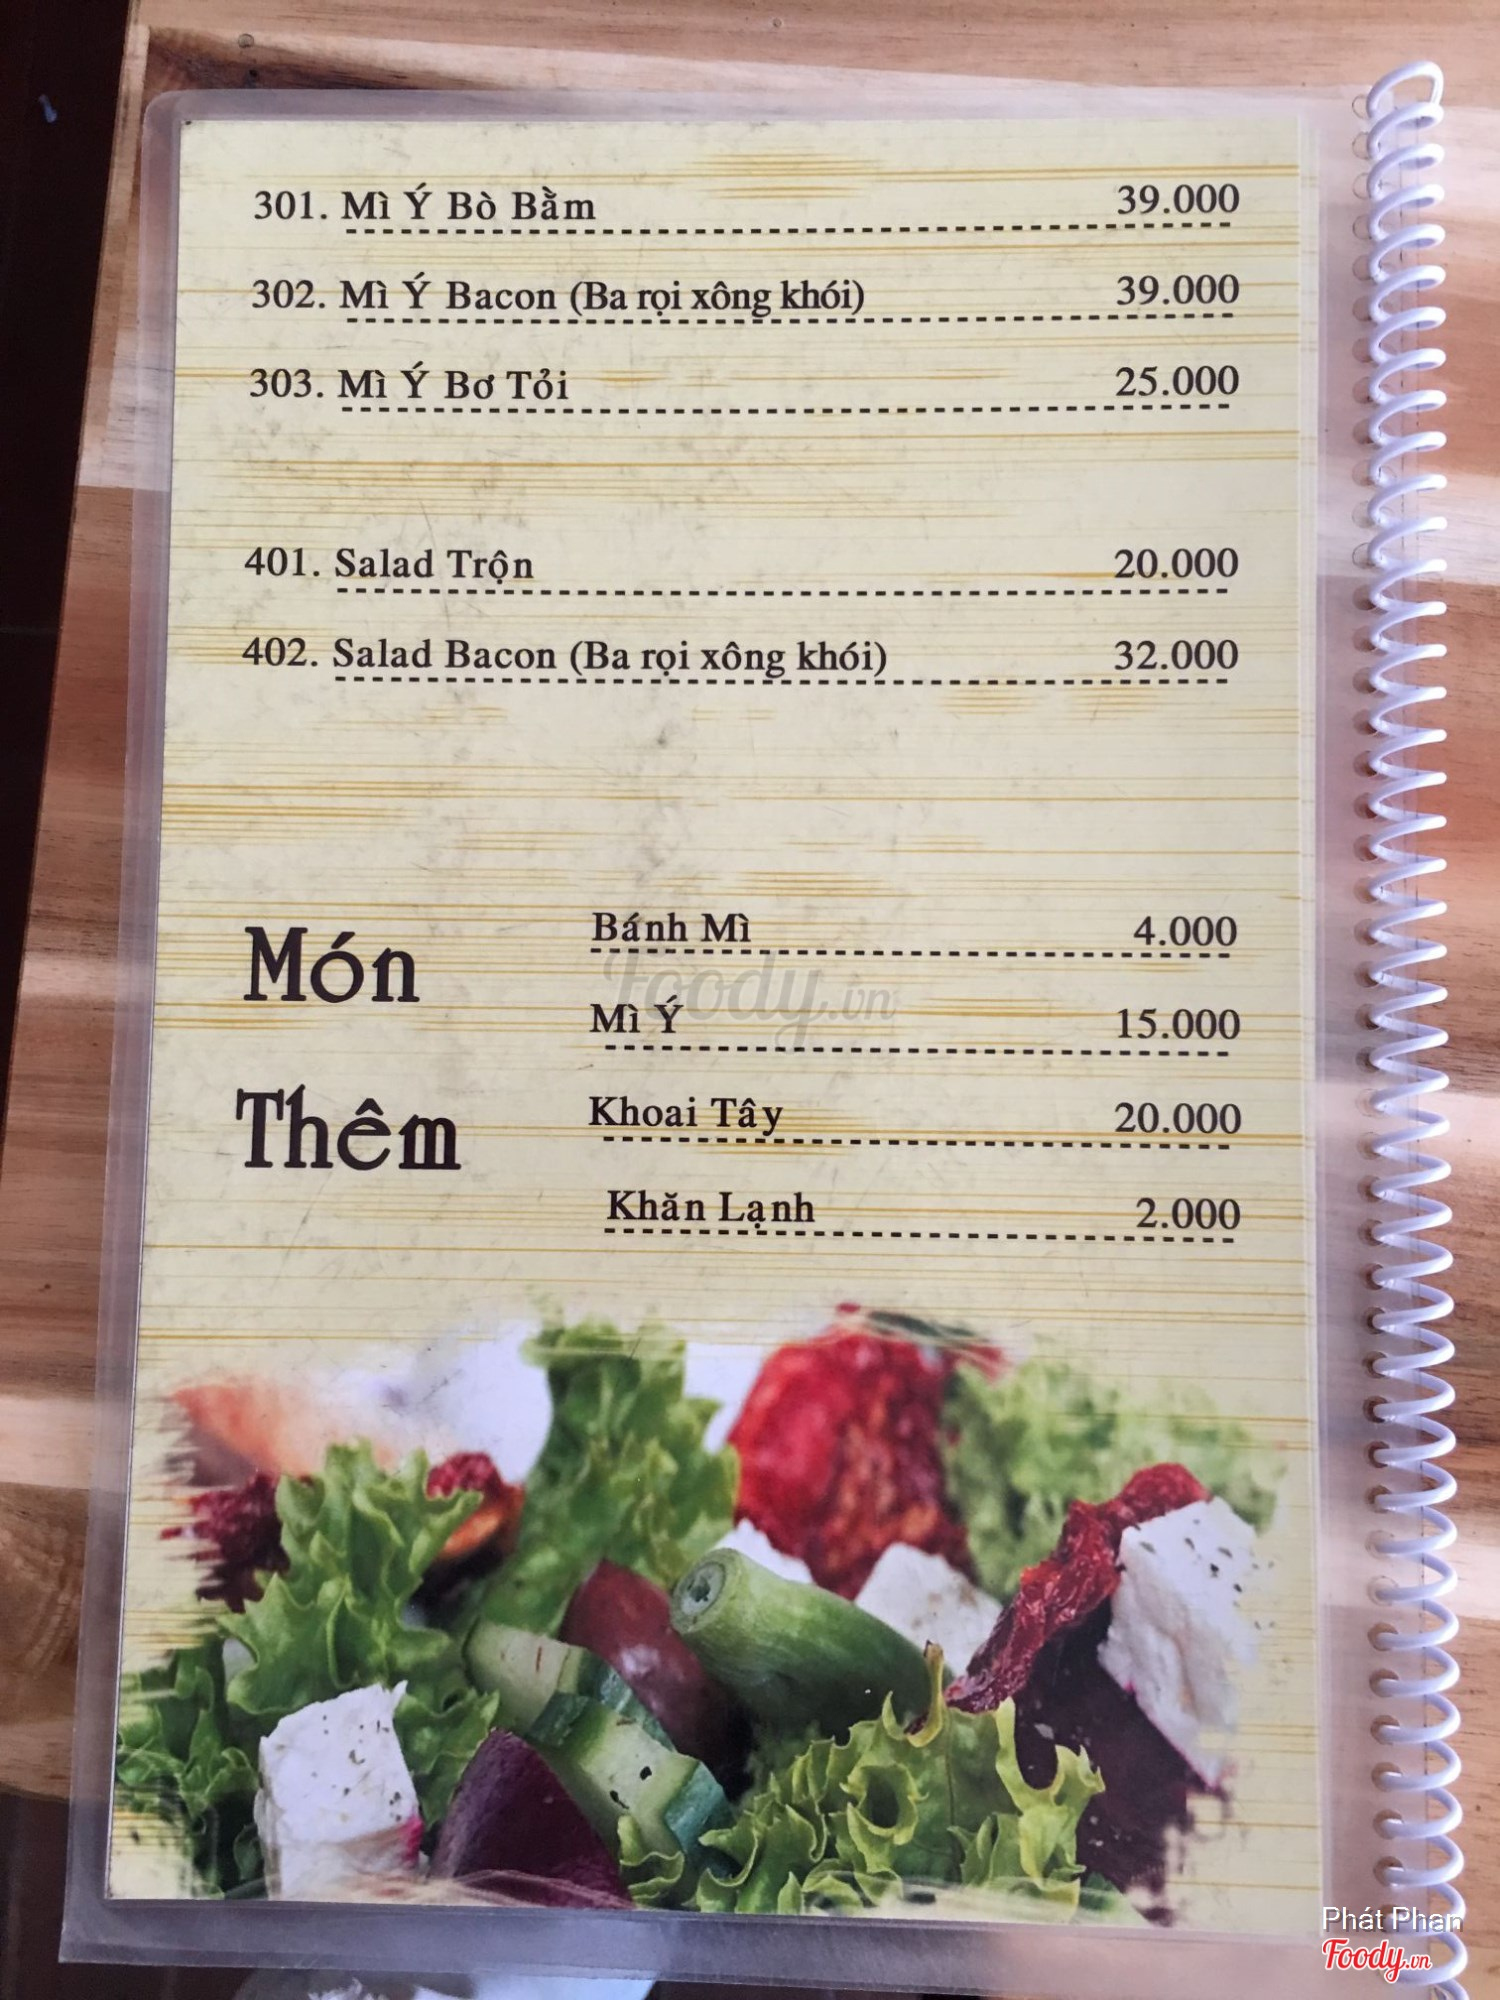 301. Mì Ý Bò Bằm 39.000
302. Mì Ý Bacon (Ba rọi xông khói) 39.000
303. Mì Ý Bơ Tỏi 25.000
401. Salad Trộn 20.000
402. Salad Bacon (Ba rọi xông khói) 32.000
Món
Thêm
Bánh Mì 4.000
Mì Ý 15.000
Khoai Tây 20.000
Khăn Lạnh 2.000
Foody.vn
Phát Phan
Foody.vn